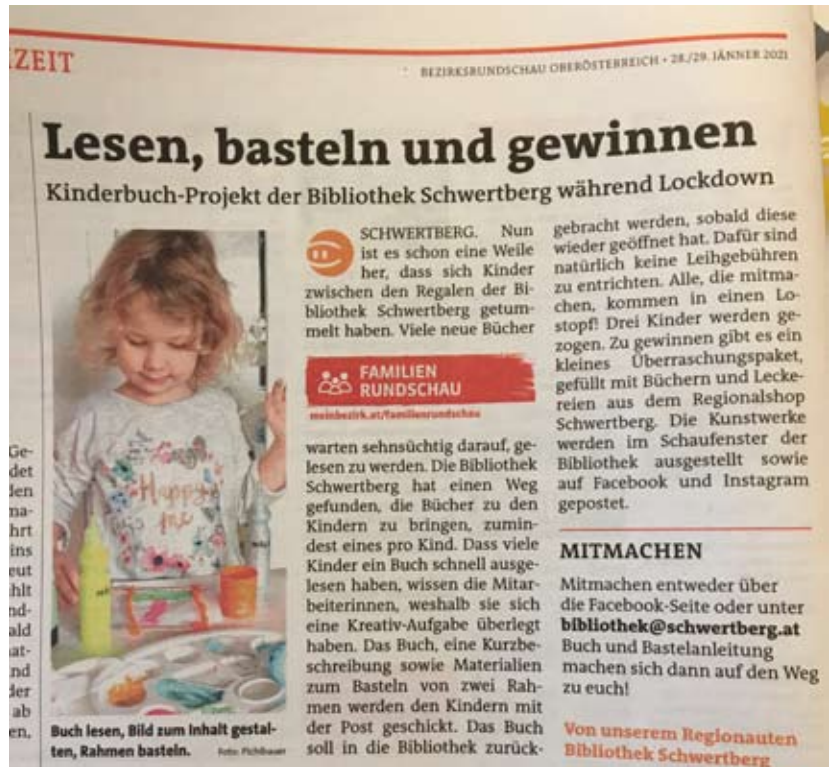 ZEIT
BEZIRKSRUNDSCHAU OBERÖSTERREICH • 28./29. JÄNNER 2021
Lesen, basteln und gewinnen
Kinderbuch-Projekt der Bibliothek Schwertberg während Lockdown
Happy
me
Buch lesen, Bild zum Inhalt gestal-
ten, Rahmen basteln. Foto: Pichlbauer
SCHWERTBERG. Nun
ist es schon eine Weile
her, dass sich Kinder
zwischen den Regalen der Bi-
bliothek Schwertberg getum-
melt haben. Viele neue Bücher
FAMILIEN
RUNDSCHAU
meinbezirk.at/familienrundschau
warten sehnsüchtig darauf, ge-
lesen zu werden. Die Bibliothek
Schwertberg hat einen Weg
gefunden, die Bücher zu den
Kindern zu bringen, zumin-
dest eines pro Kind. Dass viele
Kinder ein Buch schnell ausge-
lesen haben, wissen die Mitar-
beiterinnen, weshalb sie sich
eine Kreativ-Aufgabe überlegt
haben. Das Buch, eine Kurzbe-
schreibung sowie Materialien
zum Basteln von zwei Rah-
men werden den Kindern mit
der Post geschickt. Das Buch
soll in die Bibliothek zurück-
gebracht werden, sobald diese
wieder geöffnet hat. Dafür sind
natürlich keine Leihgebühren
zu entrichten. Alle, die mitma-
chen, kommen in einen Lo-
stopf! Drei Kinder werden ge-
zogen. Zu gewinnen gibt es ein
kleines Überraschungspaket,
gefüllt mit Büchern und Lecke-
reien aus dem Regionalshop
Schwertberg. Die Kunstwerke
werden im Schaufenster der
Bibliothek ausgestellt sowie
auf Facebook und Instagram
gepostet.
MITMACHEN
Mitmachen entweder über
die Facebook-Seite oder unter
bibliothek@schwertberg.at
Buch und Bastelanleitung
machen sich dann auf den Weg
zu euch!
Von unserem Regionauten
Bibliothek Schwertberg